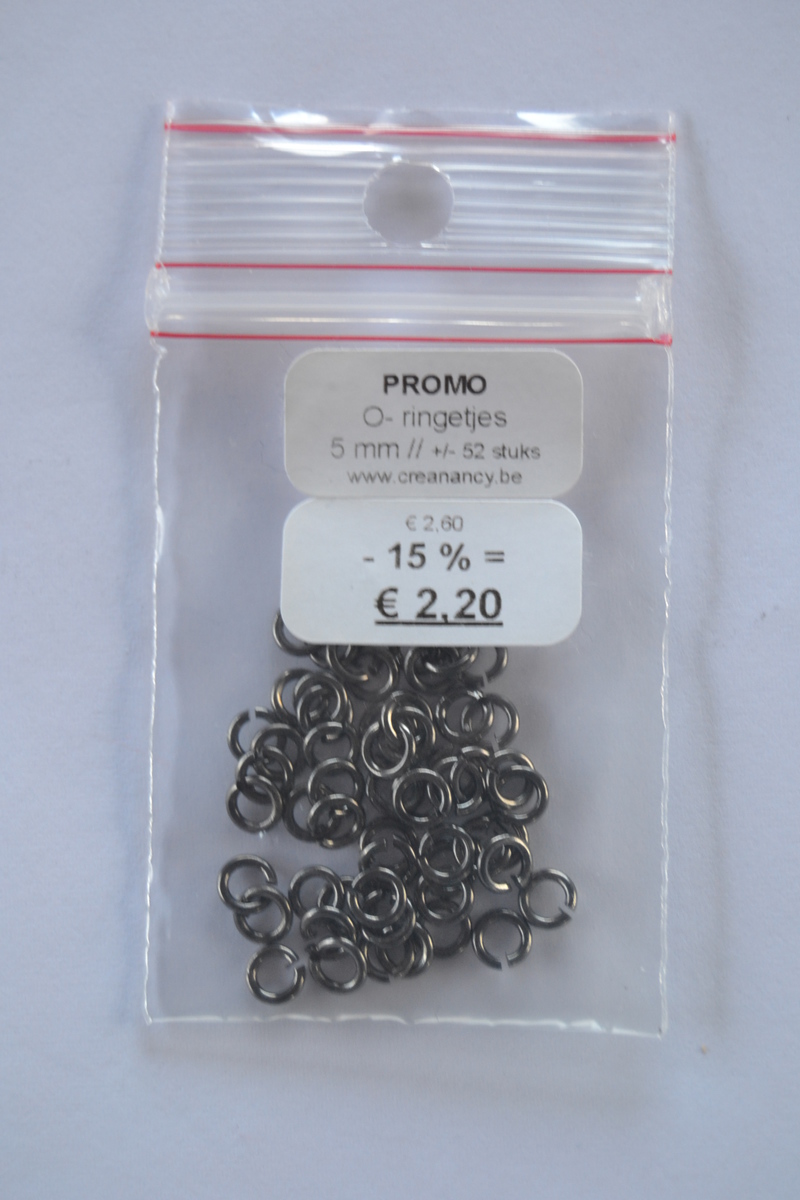 PROMO
O- ringetjes
5 mm // +/- 52 stuks
www.creanancy.be
€ 2,60
- 15 % =
€ 2,20